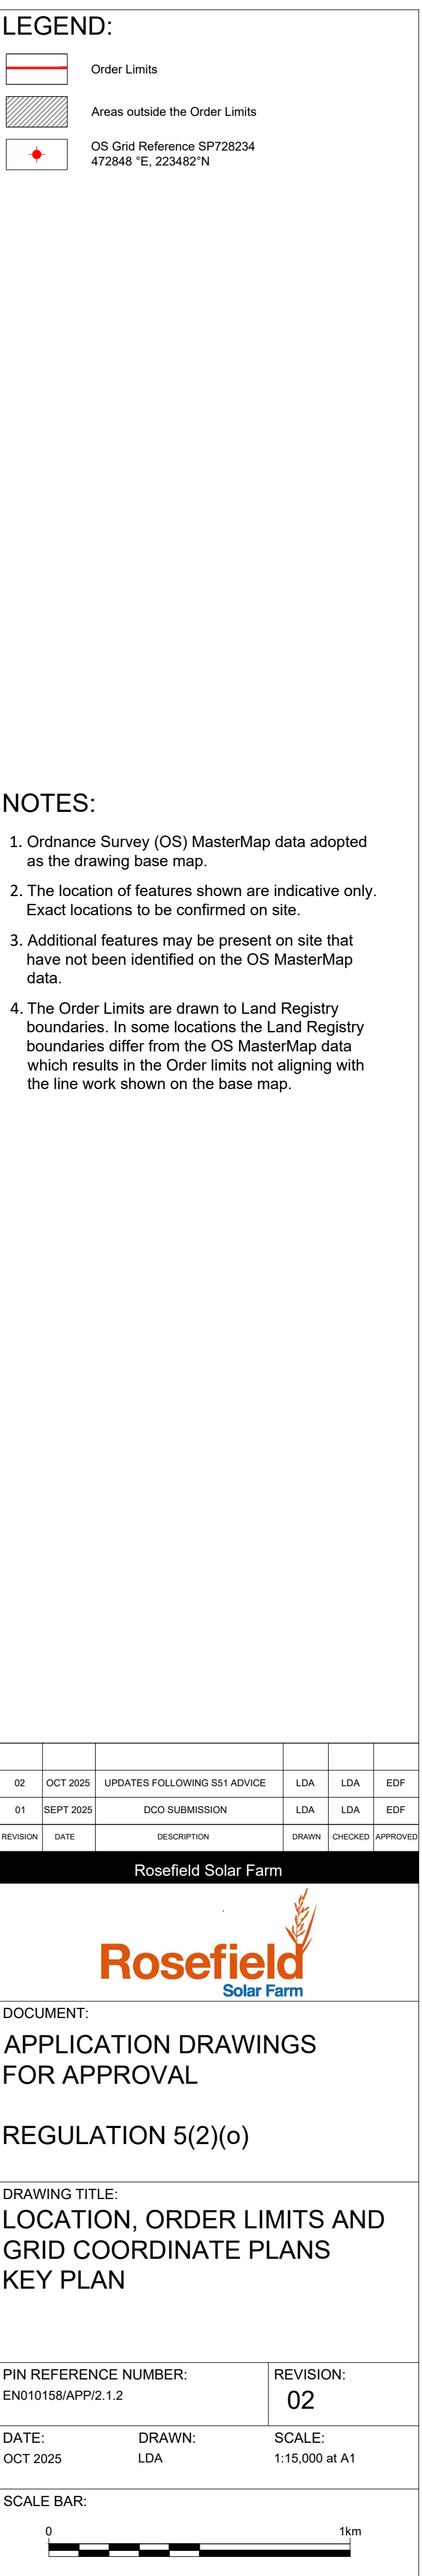 LEGEND:
Order Limits
Areas outside the Order Limits
OS Grid Reference SP728234
472848 °E, 223482°N
NOTES:
1. Ordnance Survey (OS) MasterMap data adopted
as the drawing base map.
2. The location of features shown are indicative only.
Exact locations to be confirmed on site.
3. Additional features may be present on site that
have not been identified on the OS MasterMap
data.
4. The Order Limits are drawn to Land Registry
boundaries. In some locations the Land Registry
boundaries differ from the OS MasterMap data
which results in the Order limits not aligning with
the line work shown on the base map.
02 OCT 2025 UPDATES FOLLOWING S51 ADVICE LDA LDA EDF
01 SEPT 2025 DCO SUBMISSION LDA LDA EDF
REVISION DATE DESCRIPTION DRAWN CHECKED APPROVED
Rosefield Solar Farm
Rosefield
Solar Farm
DOCUMENT:
APPLICATION DRAWINGS
FOR APPROVAL
REGULATION 5(2)(o)
DRAWING TITLE:
LOCATION, ORDER LIMITS AND
GRID COORDINATE PLANS
KEY PLAN
PIN REFERENCE NUMBER: REVISION:
EN010158/APP/2.1.2 02
DATE: DRAWN: SCALE:
OCT 2025 LDA 1:15,000 at A1
SCALE BAR:
0 1km